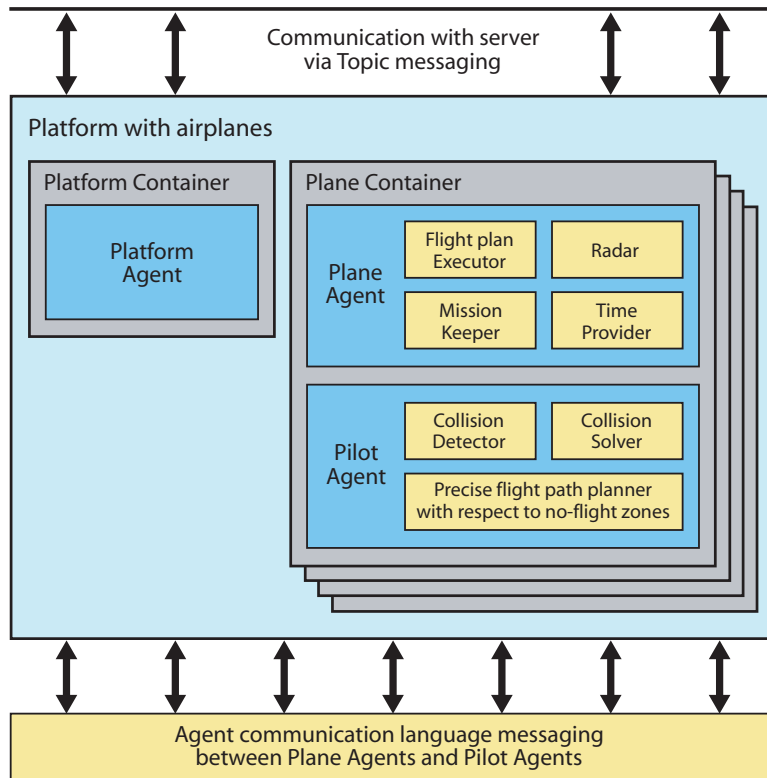 Communication with server
via Topic messaging
Platform with airplanes
Platform Container
Platform
Agent
Plane Container
Plane
Agent
Flight plan
Executor
Radar
Mission
Keeper
Time
Provider
Pilot
Agent
Collision
Detector
Collision
Solver
Precise flight path planner
with respect to no-flight zones
Agent communication language messaging
between Plane Agents and Pilot Agents